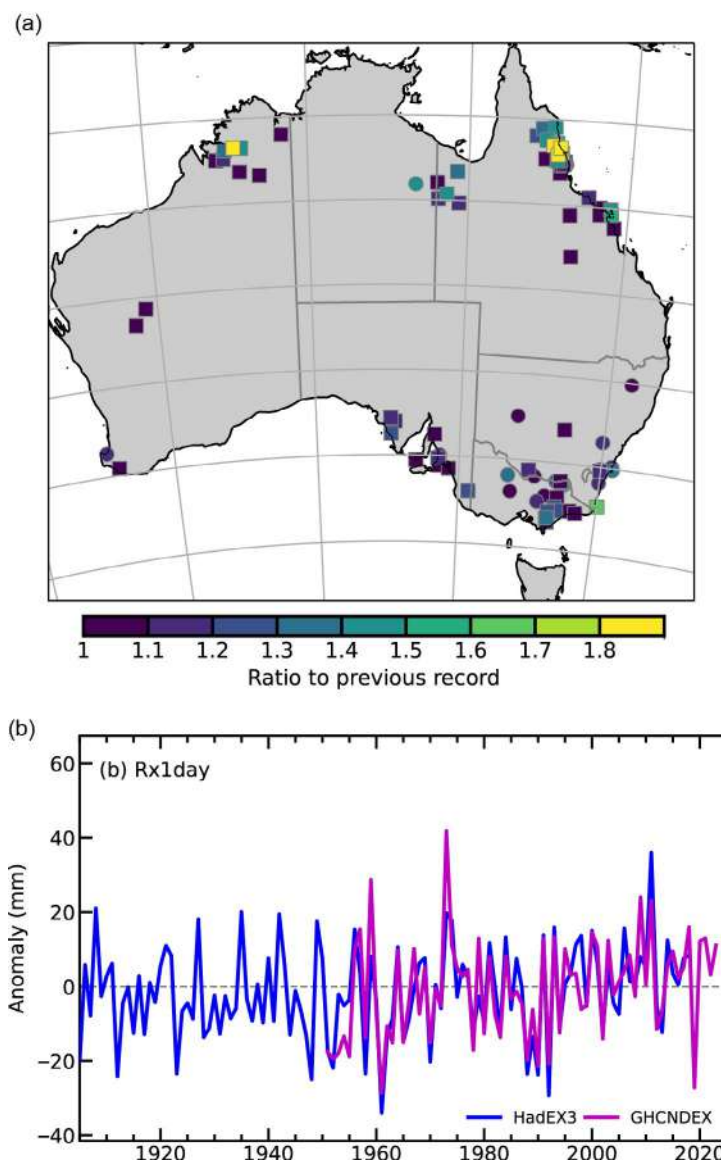 (a)
1 1.1 1.2 1.3 1.4 1.5 1.6 1.7 1.8
Ratio to previous record
(b)
(b) Rx1day
60
40
20
0
−20
−40
Anomaly (mm)
HadEX3 GHCNDEX
1920 1940 1960 1980 2000